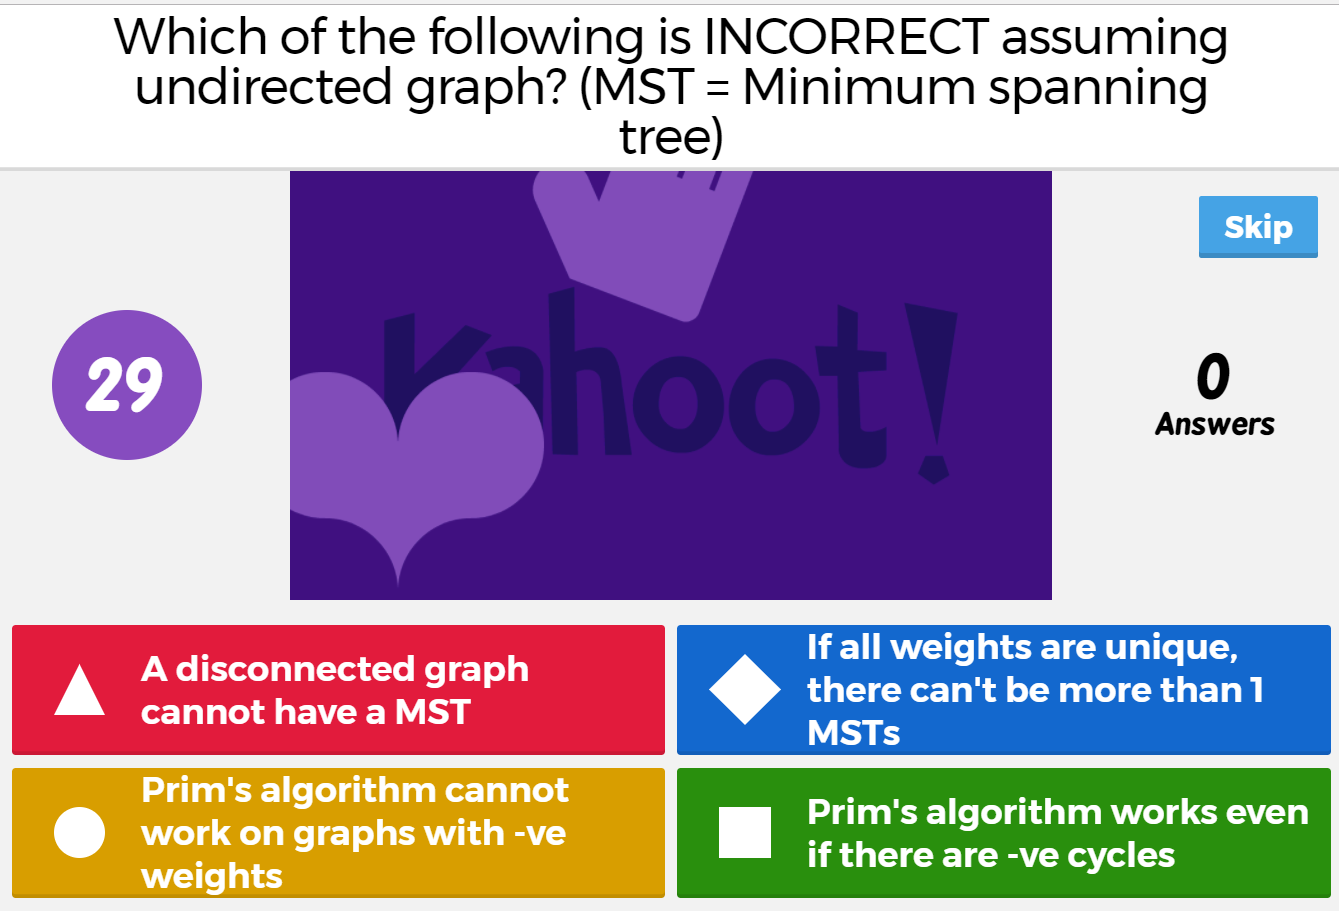 Which of the following is INCORRECT assuming
undirected graph? (MST = Minimum spanning
tree)
Skip
29
Kahoot!
0
Answers
A disconnected graph
cannot have a MST
If all weights are unique,
there can't be more than 1
MSTs
Prim's algorithm cannot
work on graphs with -ve
weights
Prim's algorithm works even
if there are -ve cycles